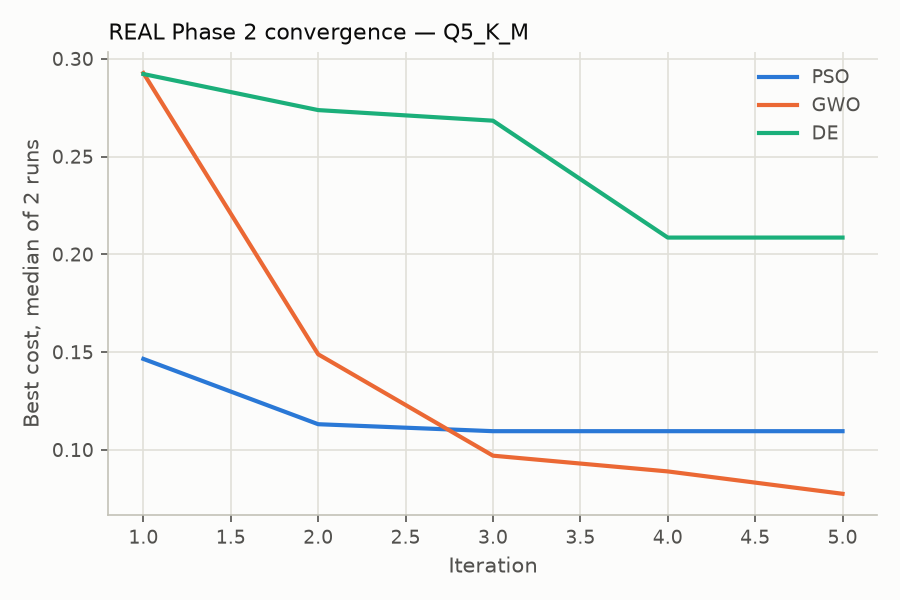 REAL Phase 2 convergence — Q5_K_M
PSO
GWO
DE
Best cost, median of 2 runs
0.30
0.25
0.20
0.15
0.10
1.0 1.5 2.0 2.5 3.0 3.5 4.0 4.5 5.0
Iteration